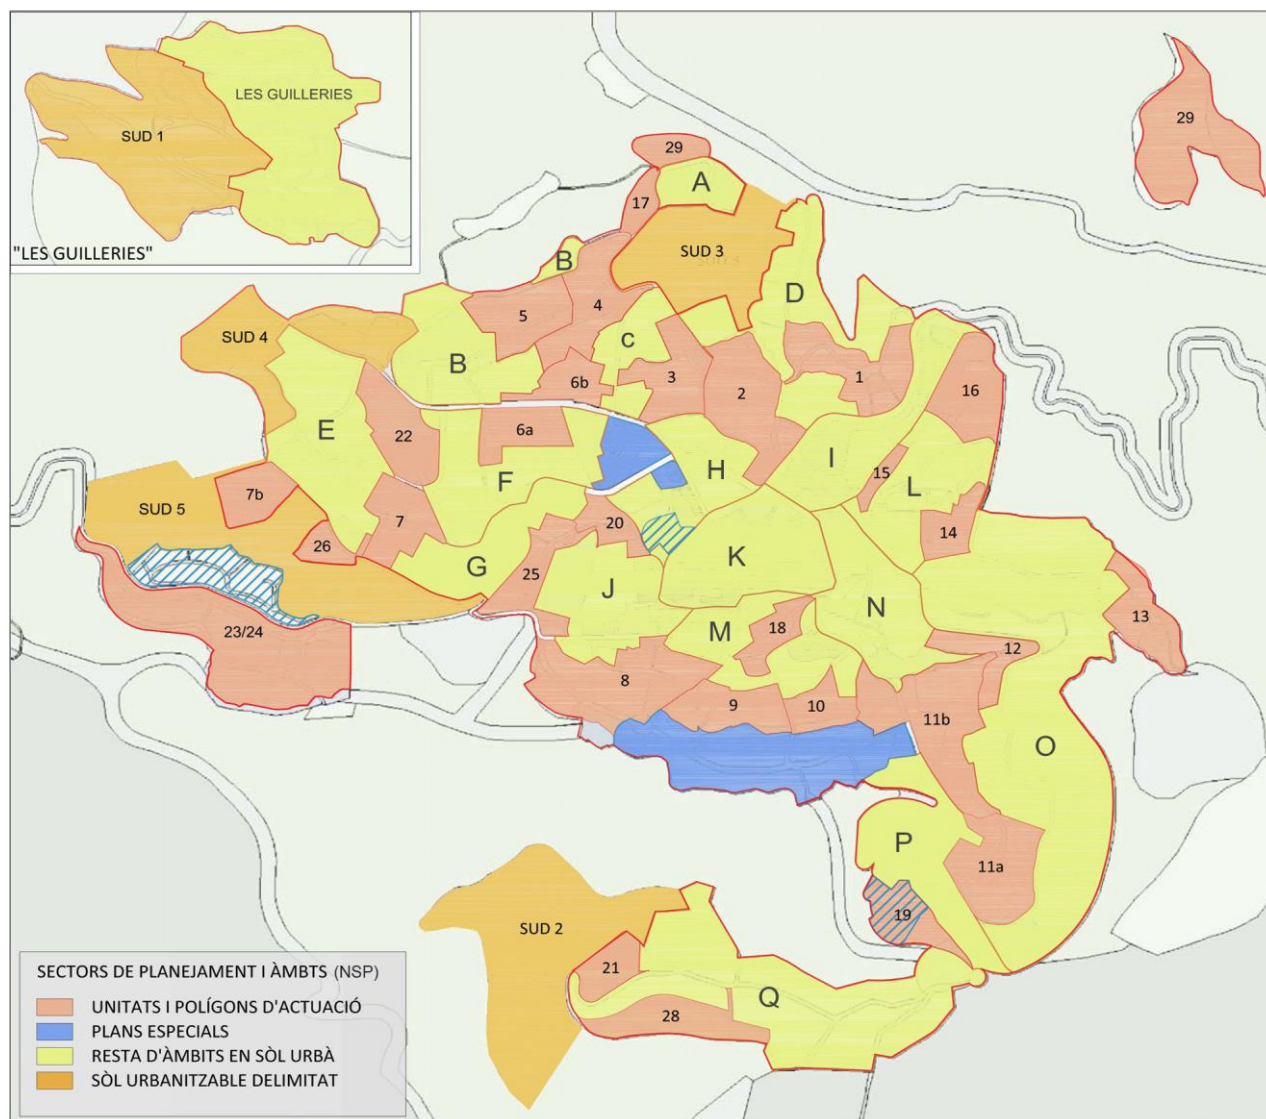 LES GUILLERIES
SUD 1
"LES GUILLERIES"
29
29
A
17
SUD 3
B
D
4
5
SUD 4
C
B
3
2
1
16
6b
E
22
6a
F
H
I
15
L
7b
SUD 5
7
20
14
26
G
K
25
J
N
13
23/24
M
18
12
8
9
10
11b
O
P
11a
19
SUD 2
21
Q
28
SECTORS DE PLANEJAMENT I ÀMBTS (NSP)
UNITATS I POLÍGONS D'ACTUACIÓ
PLANS ESPECIALS
RESTA D'ÀMBITS EN SÒL URBÀ
SÒL URBANITZABLE DELIMITAT